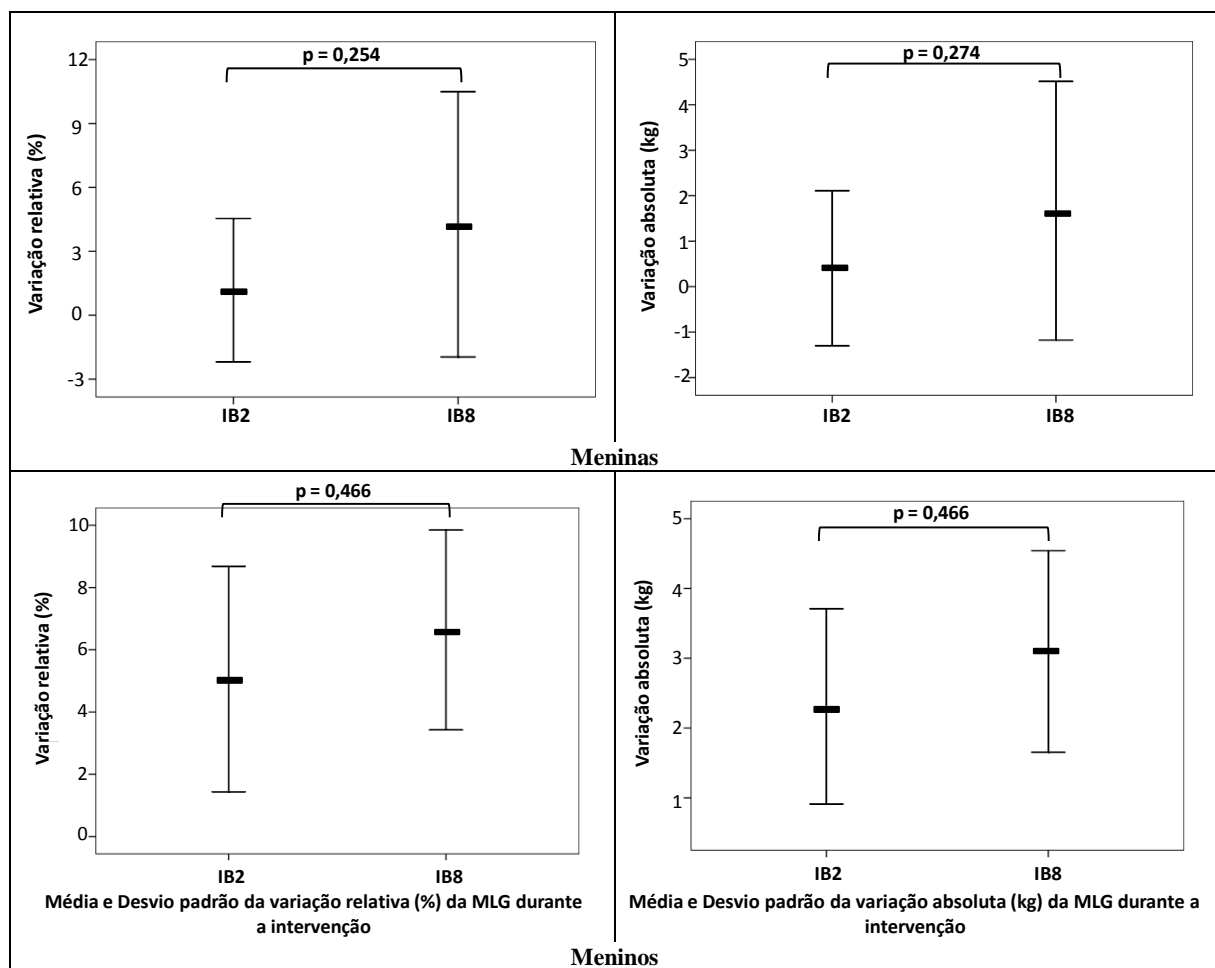 p = 0,254
Variação relativa (%)
12
9
6
3
0
-3
IB2
IB8
p = 0,274
Variação absoluta (kg)
5
4
3
2
1
0
-1
-2
IB2
IB8
Meninas
p = 0,466
Variação relativa (%)
10
8
6
4
2
0
IB2
IB8
Média e Desvio padrão da variação relativa (%) da MLG durante
a intervenção
p = 0,466
Variação absoluta (kg)
5
4
3
2
1
IB2
IB8
Média e Desvio padrão da variação absoluta (kg) da MLG durante a
intervenção
Meninos